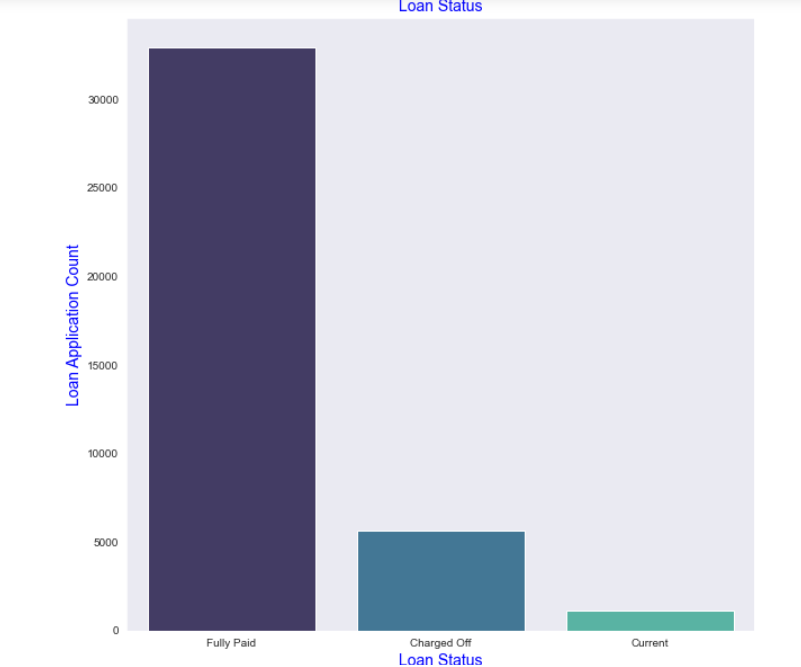 Loan Status
30000
25000
20000
15000
10000
5000
0
Loan Application Count
Fully Paid
Charged Off
Current
Loan Status